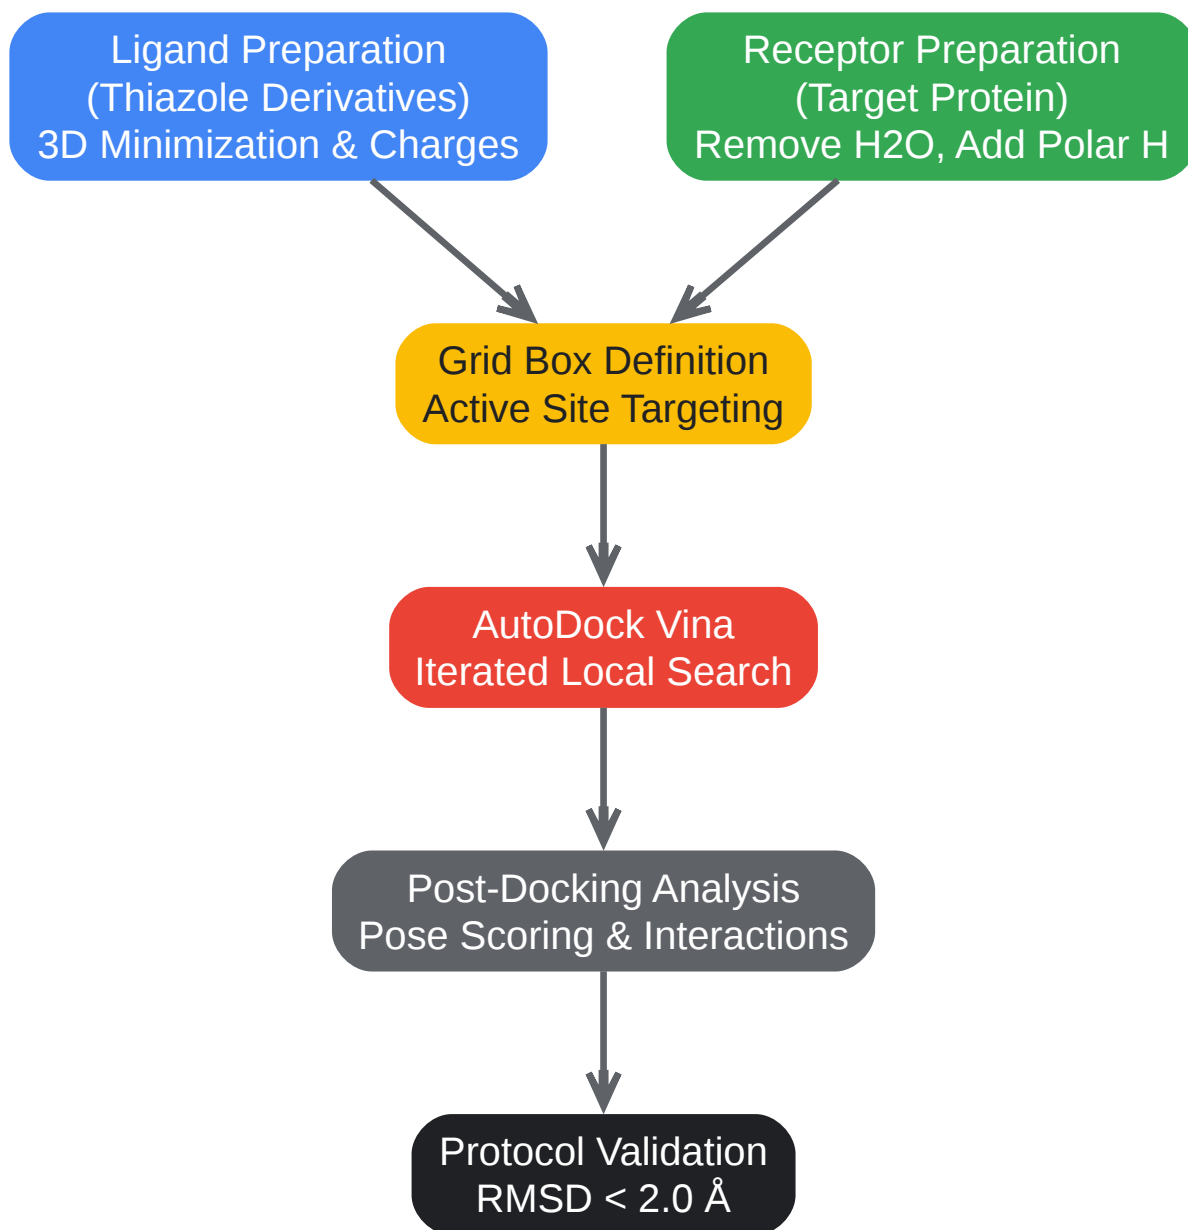 Ligand Preparation
(Thiazole Derivatives)
3D Minimization & Charges
Receptor Preparation
(Target Protein)
Remove H2O, Add Polar H
Grid Box Definition
Active Site Targeting
AutoDock Vina
Iterated Local Search
Post-Docking Analysis
Pose Scoring & Interactions
Protocol Validation
RMSD < 2.0 Å